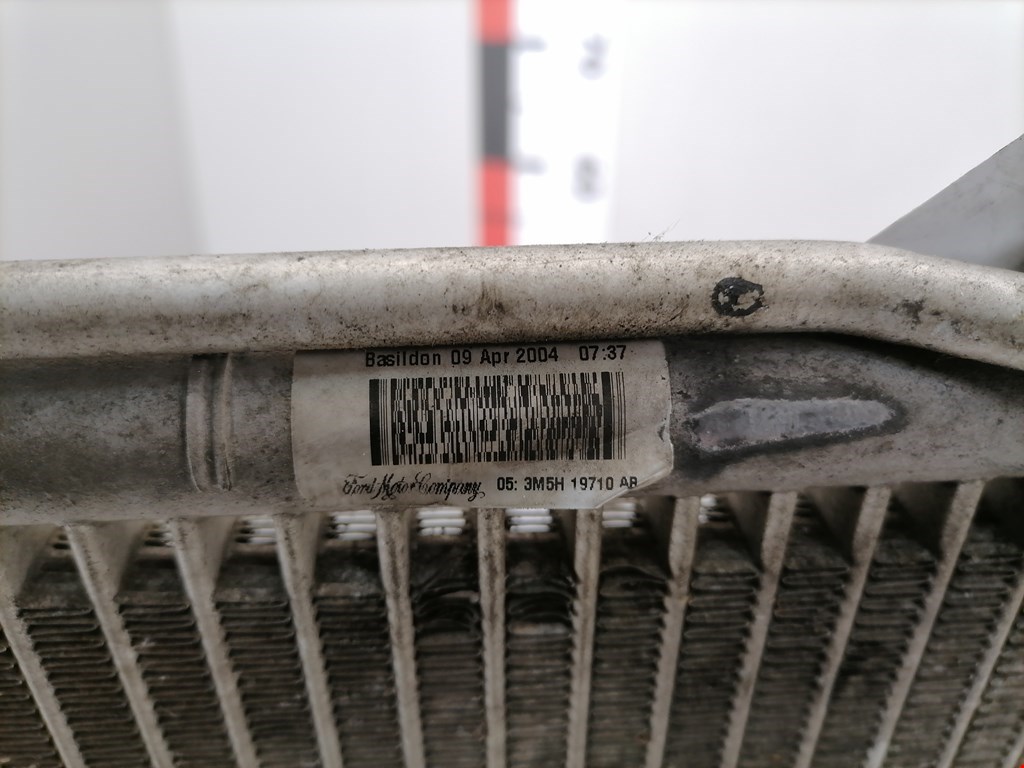 Basildon 09 Apr 2004 07:37
Ford Motor Company 05: 3M5H 19710 AB